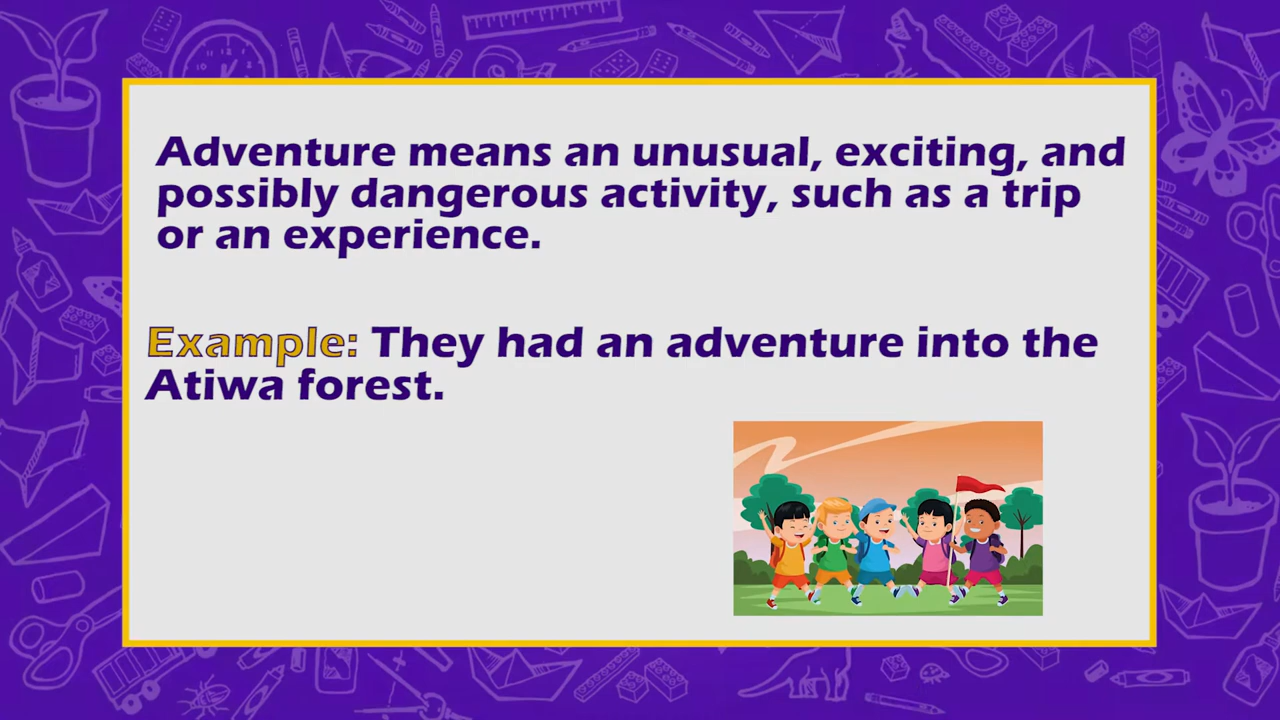 Adventure means an unusual, exciting, and
possibly dangerous activity, such as a trip
or an experience.
Example: They had an adventure into the
Atiwa forest.